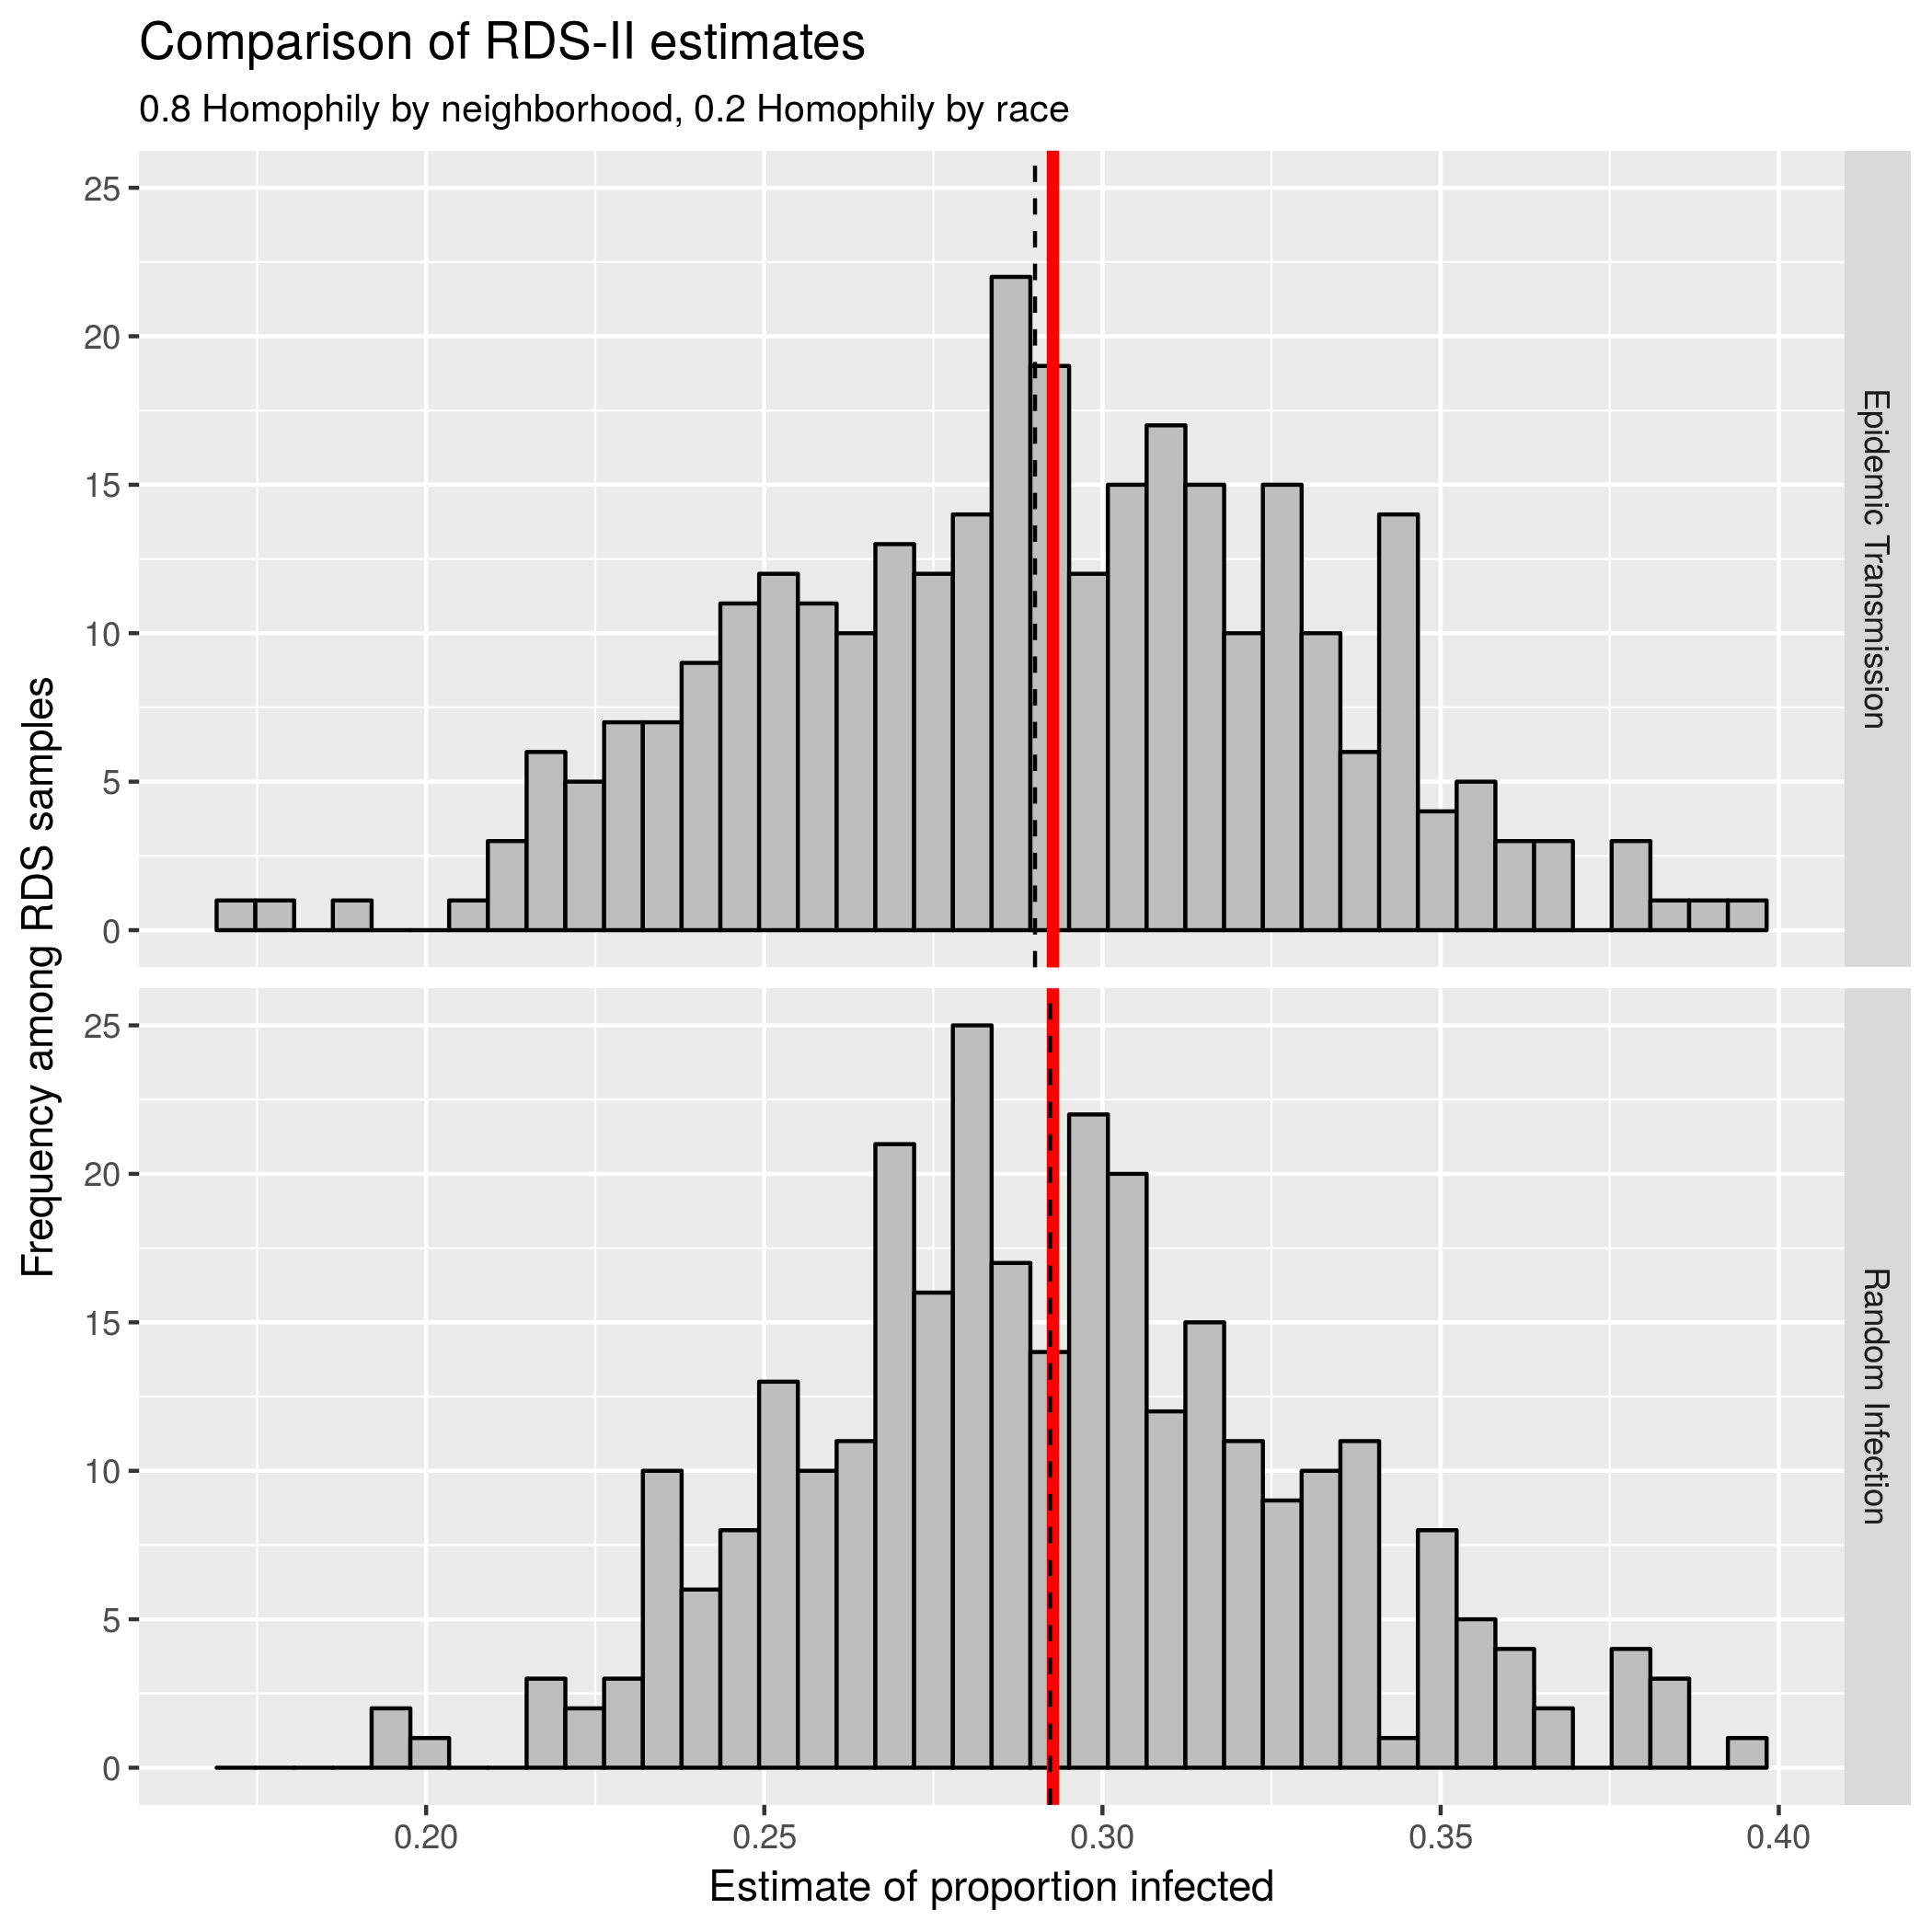 Comparison of RDS-II estimates
0.8 Homophily by neighborhood, 0.2 Homophily by race
Frequency among RDS samples
25
20
15
10
5
0
Epidemic Transmission
25
20
15
10
5
0
Random Infection
0.20 0.25 0.30 0.35 0.40
Estimate of proportion infected